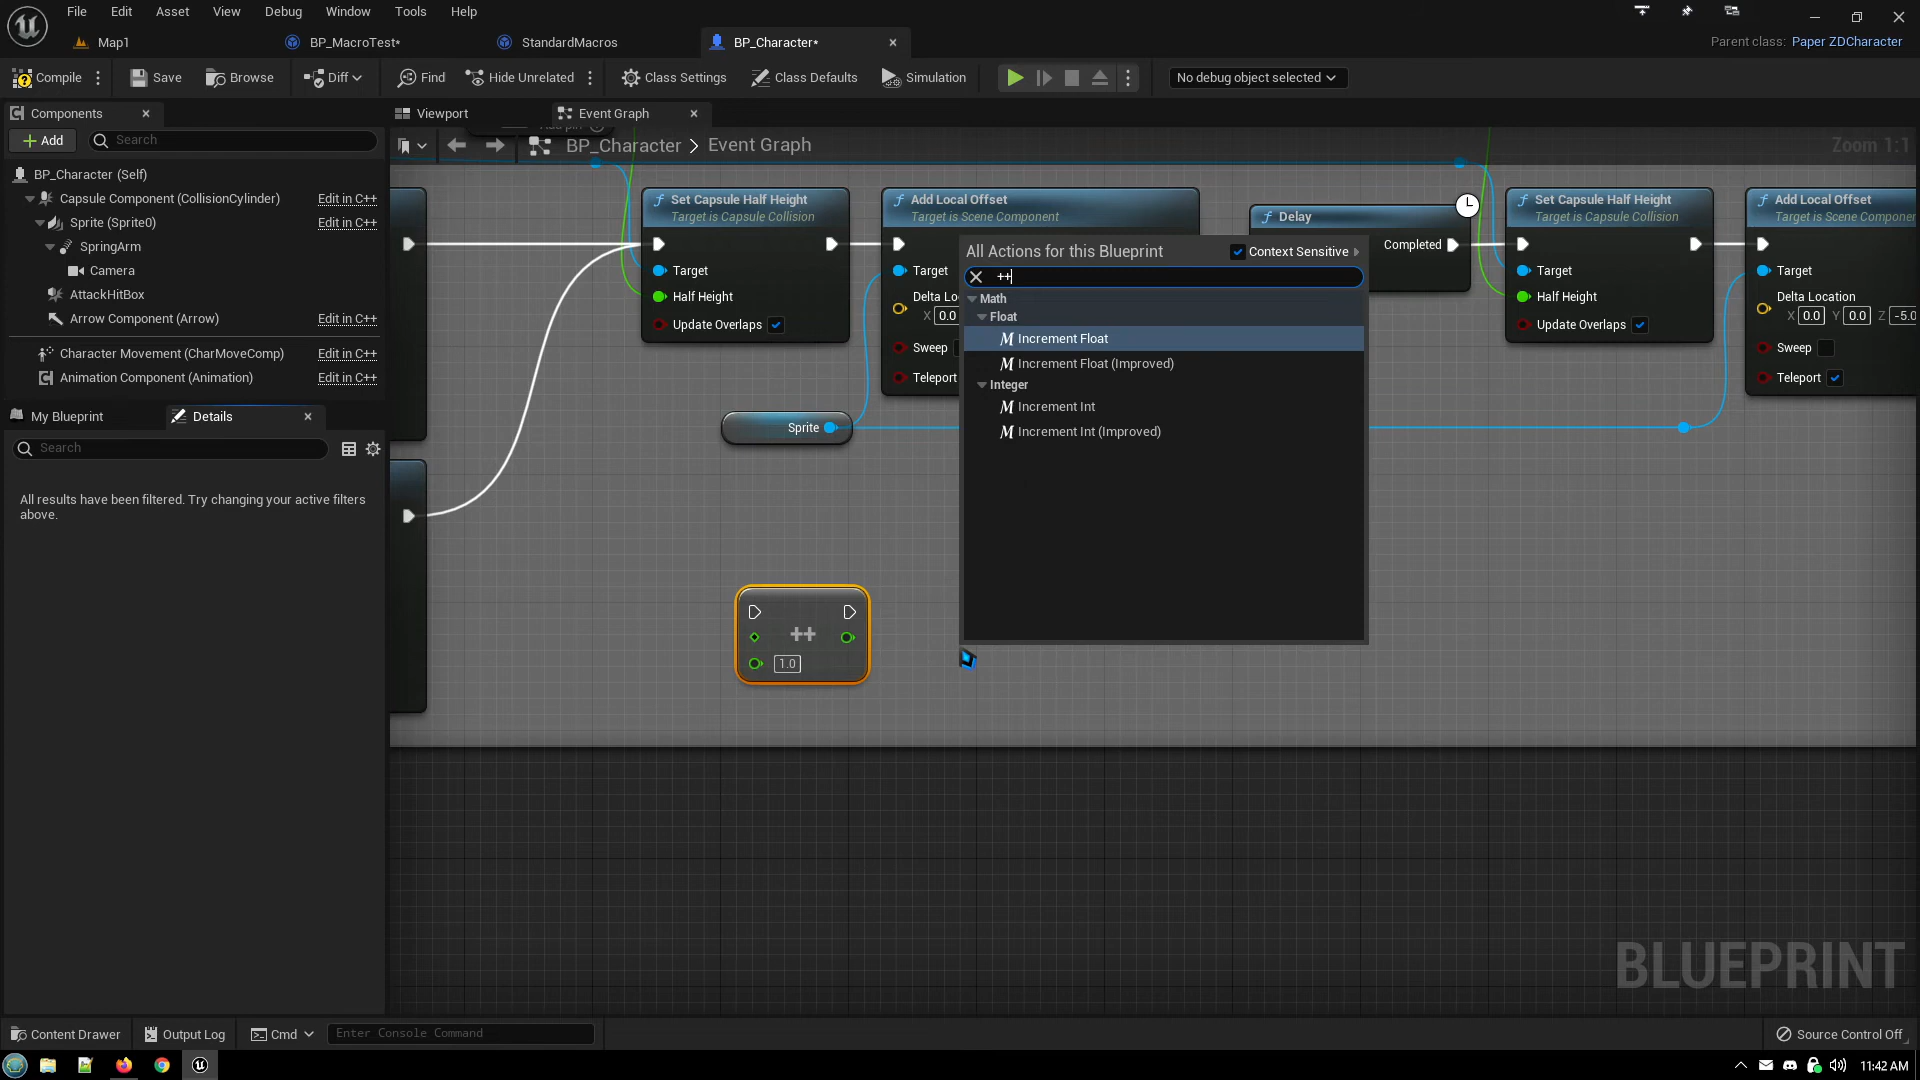 File Edit Asset View Debug Window Tools Help
Map1 BP_MacroTest* StandardMacros BP_Character*
Parent class: Paper ZDCharacter
Compile Save Browse Diff Find Hide Unrelated Class Settings Class Defaults Simulation No debug object selected
Components
Viewport Event Graph
Add Search
BP_Character > Event Graph
Zoom 1:1
BP_Character (Self)
Capsule Component (CollisionCylinder) Edit in C++
Sprite (Sprite0) Edit in C++
SpringArm
Camera
AttackHitBox
Arrow Component (Arrow) Edit in C++
Character Movement (CharMoveComp) Edit in C++
Animation Component (Animation) Edit in C++
My Blueprint Details
Search
All results have been filtered. Try changing your active filters
above.
Set Capsule Half Height
Target is Capsule Collision
Target
Half Height
Update Overlaps
Add Local Offset
Target is Scene Component
Target
Delta Lo
X 0.0
Sweep
Teleport
Sprite
Delay
Completed
All Actions for this Blueprint Context Sensitive
++
Math
Float
Increment Float
Increment Float (Improved)
Integer
Increment Int
Increment Int (Improved)
Set Capsule Half Height
Target is Capsule Collision
Target
Half Height
Update Overlaps
Add Local Offset
Target is Scene Componen
Target
Delta Location
X 0.0 Y 0.0 Z -5.0
Sweep
Teleport
++
1.0
BLUEPRINT
Content Drawer Output Log Cmd Enter Console Command Source Control Off
11:42 AM